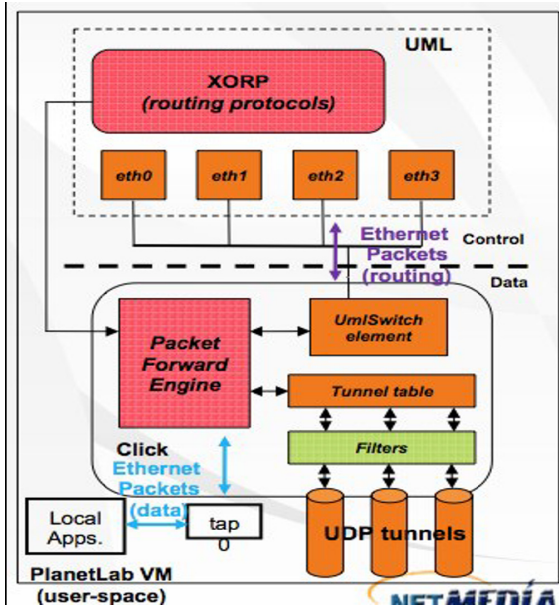 UML
XORP
(routing protocols)
eth0
eth1
eth2
eth3
Ethernet
Packets
(routing)
Control
Data
Packet
Forward
Engine
UmlSwitch
element
Tunnel table
Filters
Click
Ethernet
Packets
(data)
Local
Apps.
tap
0
UDP tunnels
PlanetLab VM
(user-space)
NETMEDIA